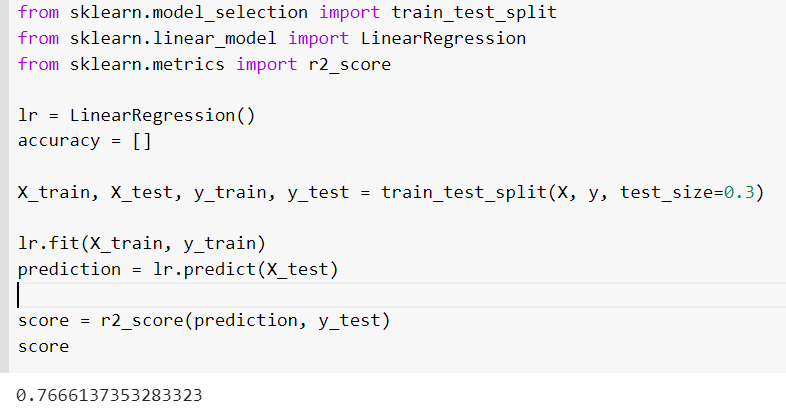 from sklearn.model_selection import train_test_split
from sklearn.linear_model import LinearRegression
from sklearn.metrics import r2_score
lr = LinearRegression()
accuracy = []
X_train, X_test, y_train, y_test = train_test_split(X, y, test_size=0.3)
lr.fit(X_train, y_train)
prediction = lr.predict(X_test)
score = r2_score(prediction, y_test)
score
0.7666137353283323